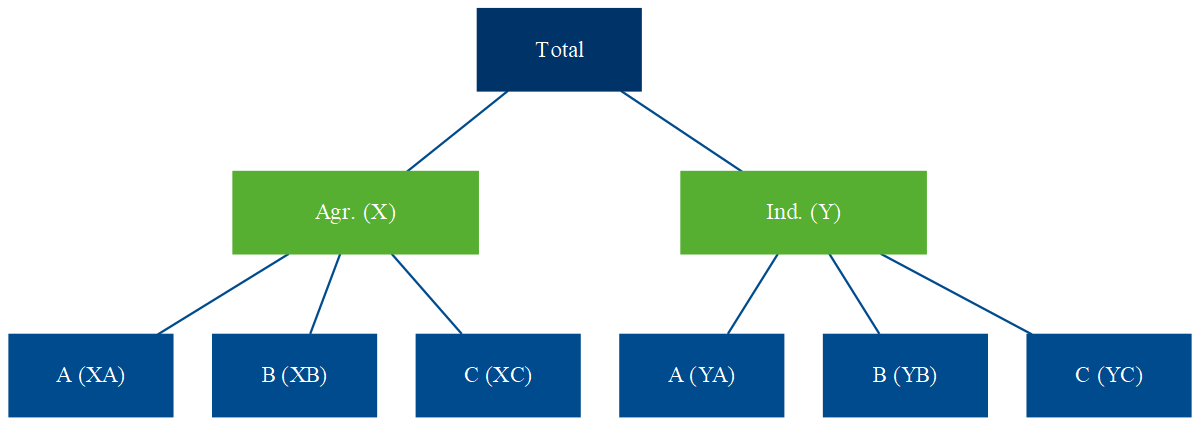 Total
Agr. (X)
Ind. (Y)
A (XA)
B (XB)
C (XC)
A (YA)
B (YB)
C (YC)